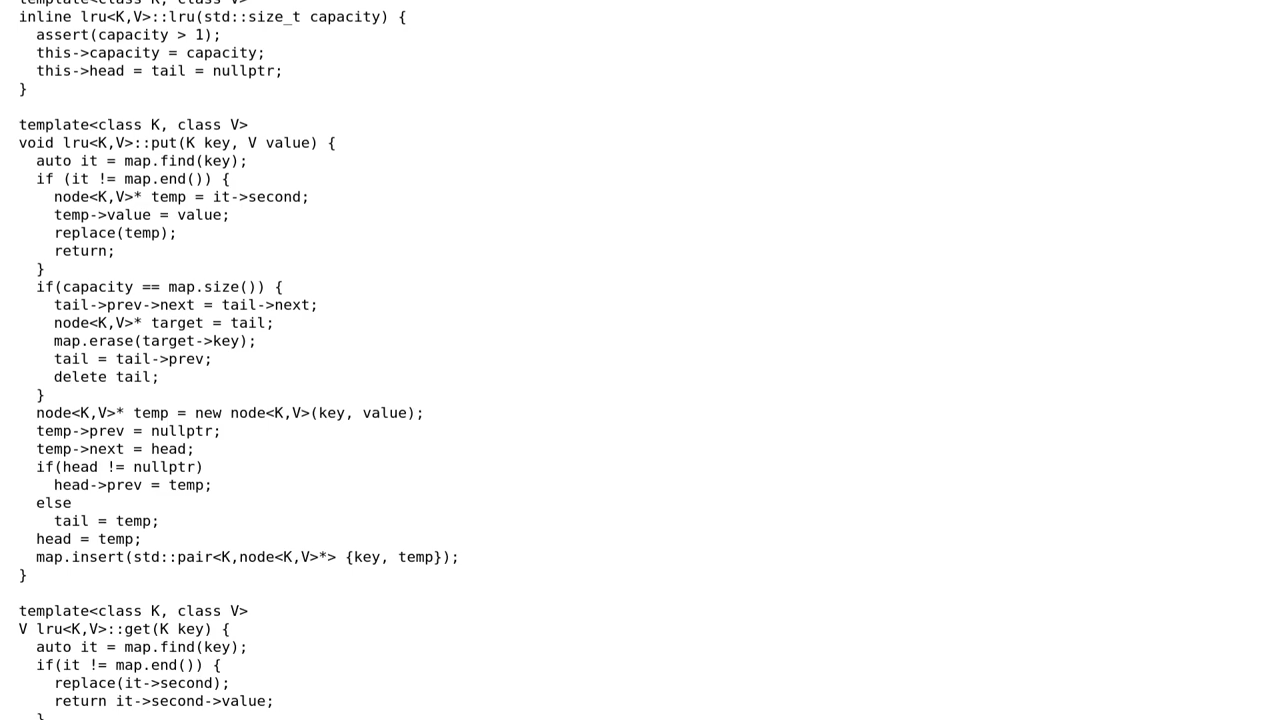 template<class K, class V>
inline lru<K,V>::lru(std::size_t capacity) {
  assert(capacity > 1);
  this->capacity = capacity;
  this->head = tail = nullptr;
}

template<class K, class V>
void lru<K,V>::put(K key, V value) {
  auto it = map.find(key);
  if (it != map.end()) {
    node<K,V>* temp = it->second;
    temp->value = value;
    replace(temp);
    return;
  }
  if(capacity == map.size()) {
    tail->prev->next = tail->next;
    node<K,V>* target = tail;
    map.erase(target->key);
    tail = tail->prev;
    delete tail;
  }
  node<K,V>* temp = new node<K,V>(key, value);
  temp->prev = nullptr;
  temp->next = head;
  if(head != nullptr)
    head->prev = temp;
  else
    tail = temp;
  head = temp;
  map.insert(std::pair<K,node<K,V>*> {key, temp});
}

template<class K, class V>
V lru<K,V>::get(K key) {
  auto it = map.find(key);
  if(it != map.end()) {
    replace(it->second);
    return it->second->value;
  }